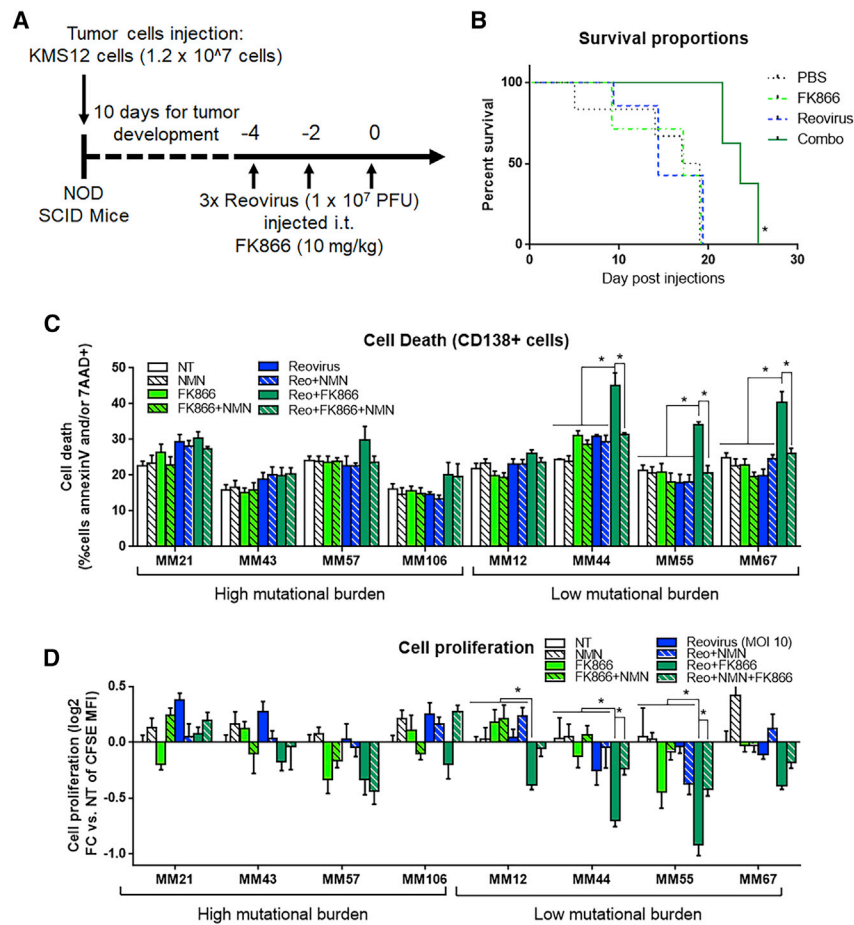 A
Tumor cells injection:
KMS12 cells (1.2 x 10^7 cells)
10 days for tumor
development
-4
-2
0
NOD
SCID Mice
3x Reovirus (1 x 10⁷ PFU)
injected i.t.
FK866 (10 mg/kg)
B
Survival proportions
PBS
FK866
Reovirus
Combo
Percent survival
100
50
0
*
0
10
20
30
Day post injections
C
Cell Death (CD138+ cells)
NT
NMN
FK866
FK866+NMN
Reovirus
Reo+NMN
Reo+FK866
Reo+FK866+NMN
Cell death
(%cells annexinV and/or 7AAD+)
50
40
30
20
10
0
* *
* *
* *
MM21 MM43 MM57 MM106 MM12 MM44 MM55 MM67
High mutational burden
Low mutational burden
D
Cell proliferation
NT
NMN
FK866
FK866+NMN
Reovirus (MOI 10)
Reo+NMN
Reo+FK866
Reo+NMN+FK866
Cell proliferation (log2
FC vs. NT of CFSE MFI)
0.5
0.0
-0.5
-1.0
*
* *
* *
MM21 MM43 MM57 MM106 MM12 MM44 MM55 MM67
High mutational burden
Low mutational burden